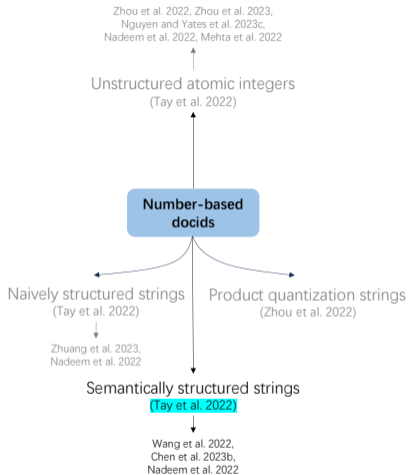 Zhou et al. 2022, Zhou et al. 2023,
Nguyen and Yates et al. 2023c,
Nadeem et al. 2022, Mehta et al. 2022
Unstructured atomic integers
(Tay et al. 2022)
Number-based
docids
Naively structured strings
(Tay et al. 2022)
Product quantization strings
(Zhou et al. 2022)
Zhuang et al. 2023,
Nadeem et al. 2022
Semantically structured strings
(Tay et al. 2022)
Wang et al. 2022,
Chen et al. 2023b,
Nadeem et al. 2022